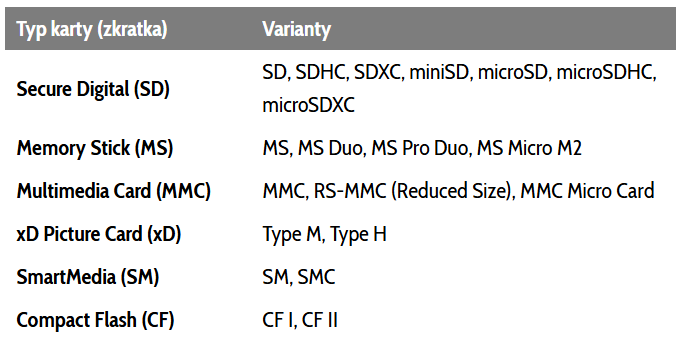 Typ karty (zkratka) Varianty
Secure Digital (SD) SD, SDHC, SDXC, miniSD, microSD, microSDHC,
microSDXC
Memory Stick (MS) MS, MS Duo, MS Pro Duo, MS Micro M2
Multimedia Card (MMC) MMC, RS-MMC (Reduced Size), MMC Micro Card
xD Picture Card (xD) Type M, Type H
SmartMedia (SM) SM, SMC
Compact Flash (CF) CF I, CF II